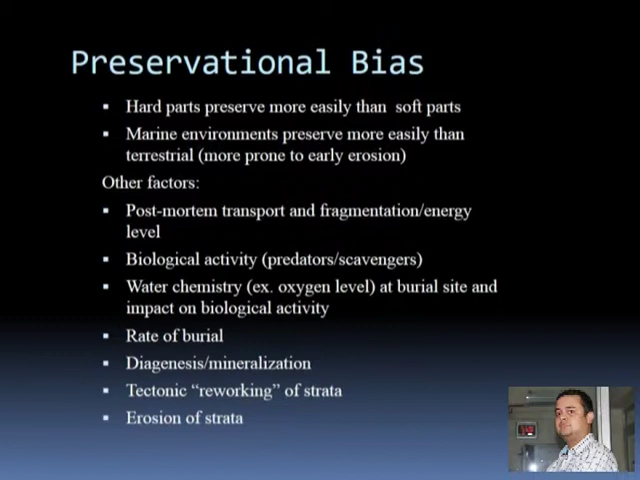 Preservational Bias
▪ Hard parts preserve more easily than soft parts
▪ Marine environments preserve more easily than
terrestrial (more prone to early erosion)
Other factors:
▪ Post-mortem transport and fragmentation/energy
level
▪ Biological activity (predators/scavengers)
▪ Water chemistry (ex. oxygen level) at burial site and
impact on biological activity
▪ Rate of burial
▪ Diagenesis/mineralization
▪ Tectonic “reworking” of strata
▪ Erosion of strata